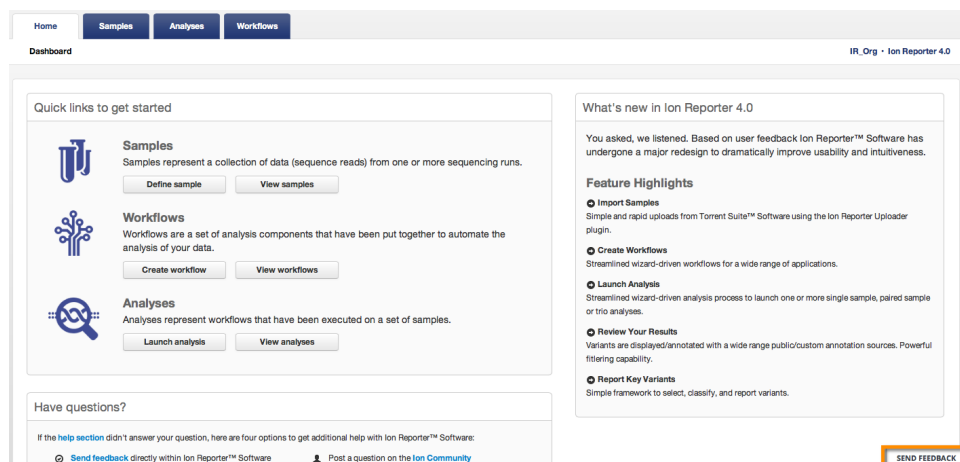 Home
Samples
Analyses
Workflows
Dashboard
IR_Org • Ion Reporter 4.0
Quick links to get started
Samples
Samples represent a collection of data (sequence reads) from one or more sequencing runs.
Define sample
View samples
Workflows
Workflows are a set of analysis components that have been put together to automate the
analysis of your data.
Create workflow
View workflows
Analyses
Analyses represent workflows that have been executed on a set of samples.
Launch analysis
View analyses
Have questions?
If the help section didn't answer your question, here are four options to get additional help with Ion Reporter™ Software:
Send feedback directly within Ion Reporter™ Software
Post a question on the Ion Community
What's new in Ion Reporter 4.0
You asked, we listened. Based on user feedback Ion Reporter™ Software has
undergone a major redesign to dramatically improve usability and intuitiveness.
Feature Highlights
Import Samples
Simple and rapid uploads from Torrent Suite™ Software using the Ion Reporter Uploader
plugin.
Create Workflows
Streamlined wizard-driven workflows for a wide range of applications.
Launch Analysis
Streamlined wizard-driven analysis process to launch one or more single sample, paired sample
or trio analyses.
Review Your Results
Variants are displayed/annotated with a wide range public/custom annotation sources. Powerful
fitlering capability.
Report Key Variants
Simple framework to select, classify, and report variants.
SEND FEEDBACK